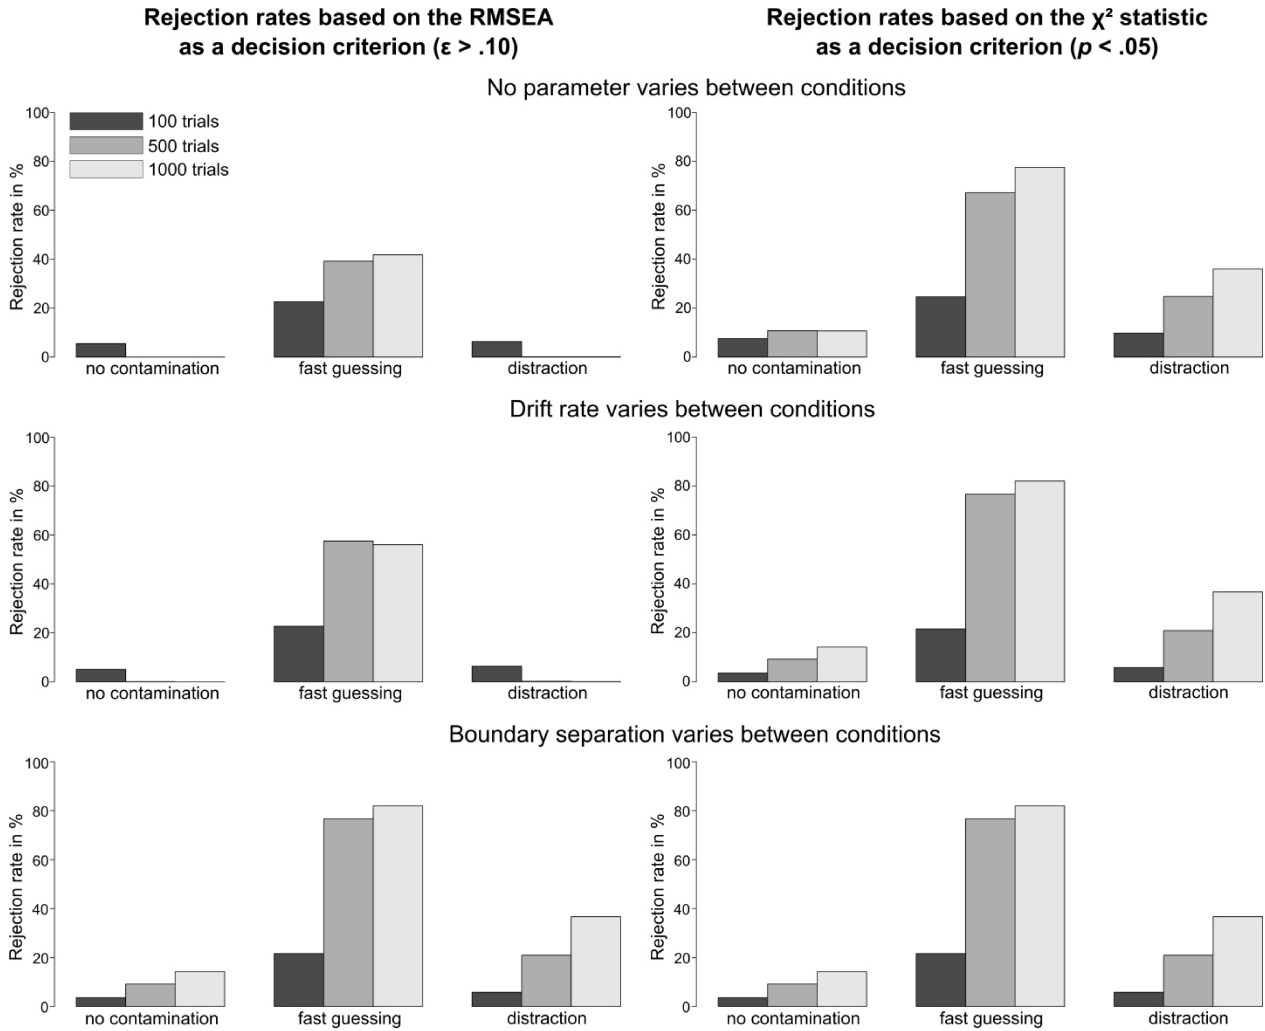 Rejection rates based on the RMSEA
as a decision criterion (ε > .10)
Rejection rates based on the χ² statistic
as a decision criterion (p < .05)
No parameter varies between conditions
100
80
60
40
20
0
Rejection rate in %
100 trials
500 trials
1000 trials
no contamination
fast guessing
distraction
100
80
60
40
20
0
Rejection rate in %
no contamination
fast guessing
distraction
Drift rate varies between conditions
100
80
60
40
20
0
Rejection rate in %
no contamination
fast guessing
distraction
100
80
60
40
20
0
Rejection rate in %
no contamination
fast guessing
distraction
Boundary separation varies between conditions
100
80
60
40
20
0
Rejection rate in %
no contamination
fast guessing
distraction
100
80
60
40
20
0
Rejection rate in %
no contamination
fast guessing
distraction